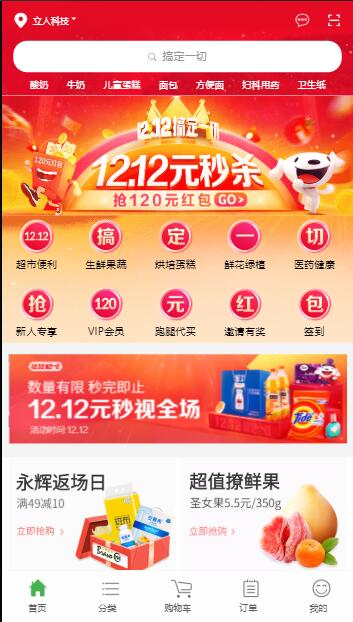 立人科技
搞定一切
酸奶 牛奶 儿童蛋糕 面包 方便面 妇科用药 卫生纸
12.12搞定一切
120元红包
12.12元秒杀
抢120元红包 GO>
12.12 搞 定 一 切
超市便利 生鲜果蔬 烘培蛋糕 鲜花绿植 医药健康
抢 120 元 红 包
新人专享 VIP会员 跑腿代买 邀请有奖 签到
数量有限 秒完即止
12.12元秒视全场
活动时间:12.12
Tide
永辉返场日
满49减10
立即抢购 >
超值撩鲜果
圣女果5.5元/350g
立即抢购 >
首页 分类 购物车 订单 我的